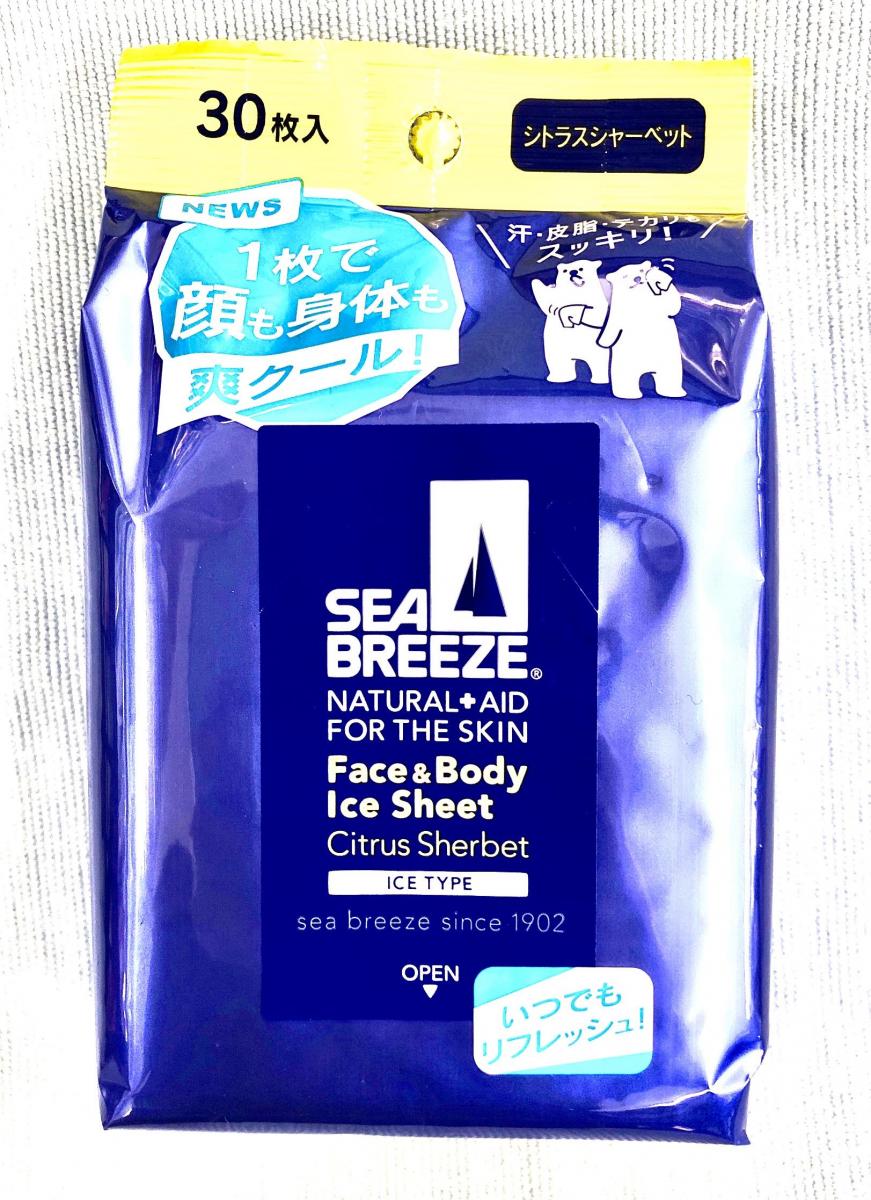 30枚入
シトラスシャーベット
NEWS
1枚で
顔も身体も
爽クール!
汗・皮脂・テカリも
スッキリ!
SEA
BREEZE®
NATURAL+AID
FOR THE SKIN
Face&Body
Ice Sheet
Citrus Sherbet
ICE TYPE
sea breeze since 1902
OPEN
いつでも
リフレッシュ!